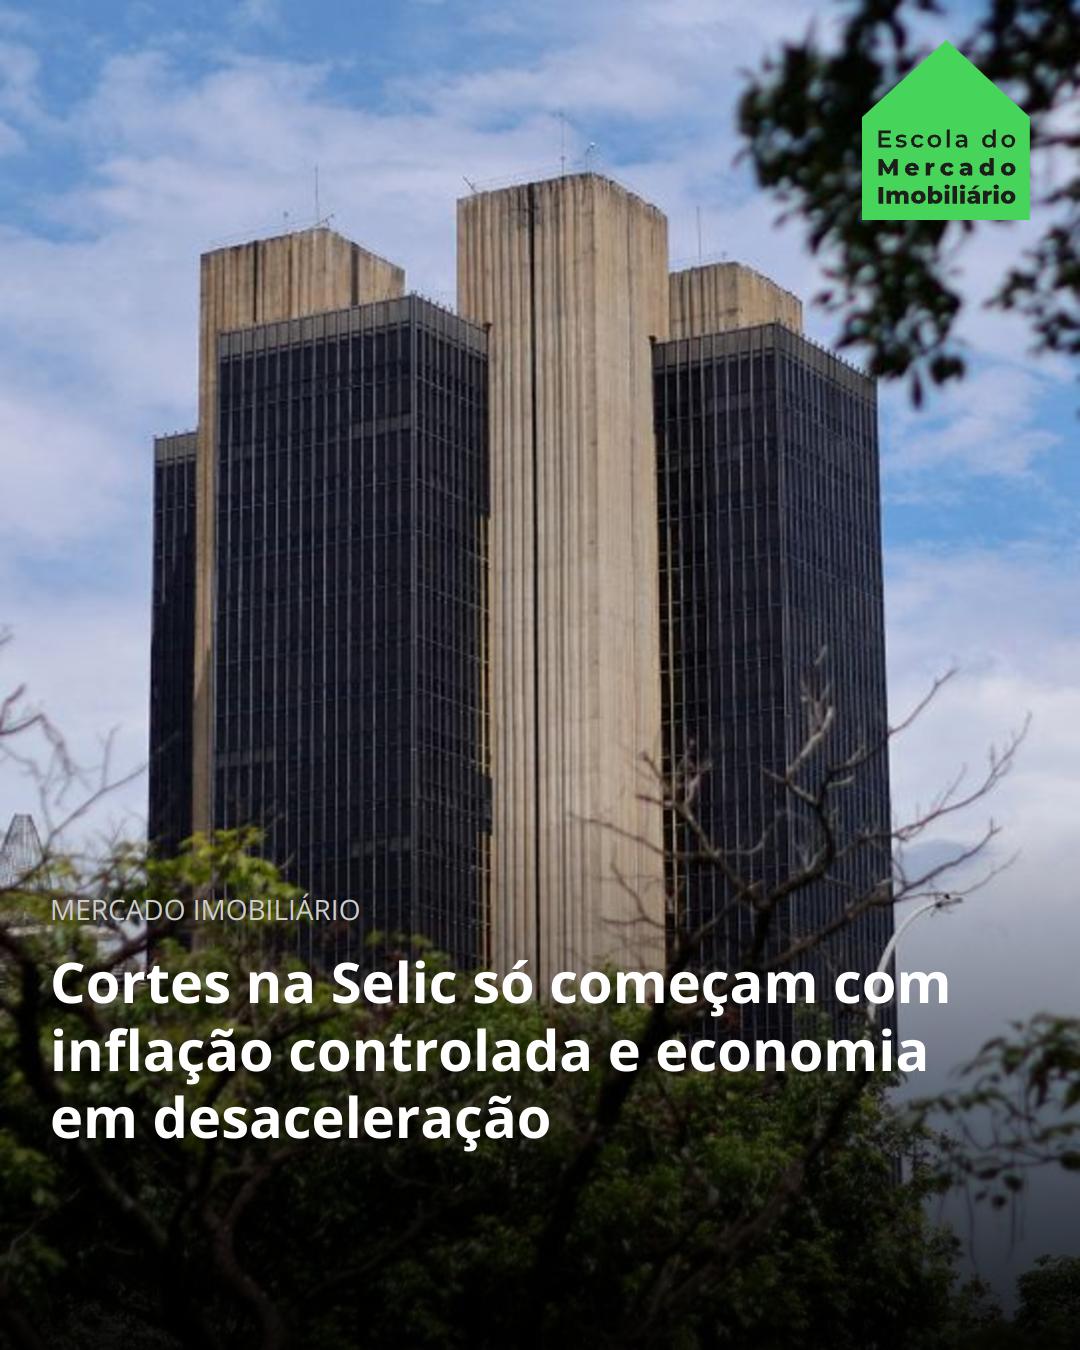 Escola do
Mercado
Imobiliário
MERCADO IMOBILIÁRIO
Cortes na Selic só começam com
inflação controlada e economia
em desaceleração